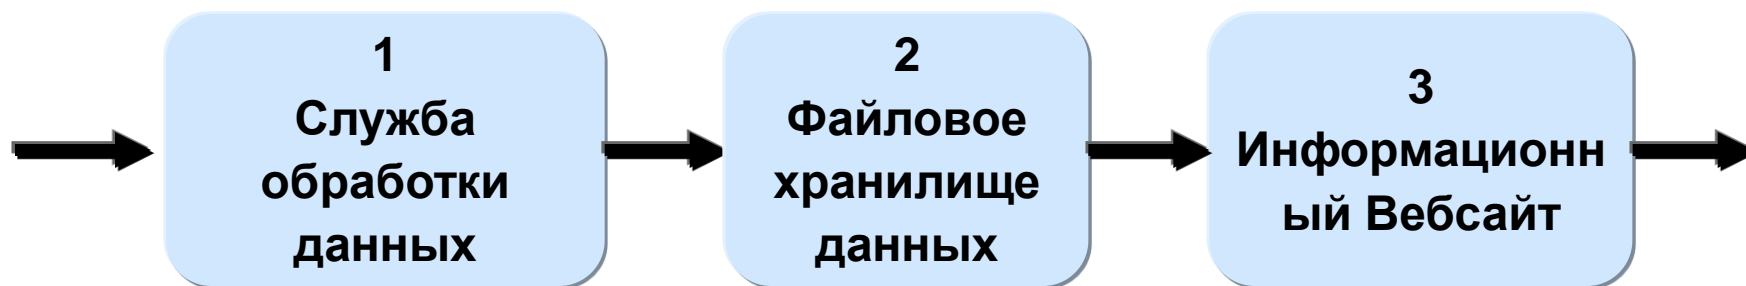 1
Служба
обработки
данных
2
Файловое
хранилище
данных
3
Информационн
ый Вебсайт